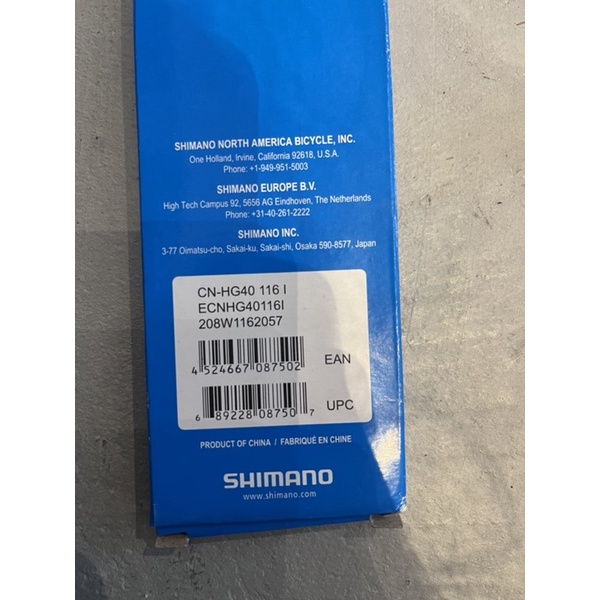 SHIMANO NORTH AMERICA BICYCLE, INC.
One Holland, Irvine, California 92618, U.S.A.
Phone: +1-949-951-5003
SHIMANO EUROPE B.V.
High Tech Campus 92, 5656 AG Eindhoven, The Netherlands
Phone: +31-40-261-2222
SHIMANO INC.
3-77 Oimatsu-cho, Sakai-ku, Sakai-shi, Osaka 590-8577, Japan
CN-HG40 116 I
ECNHG40116I
208W1162057
4 524667 087502 EAN
6 89228 08750 7 UPC
PRODUCT OF CHINA / FABRIQUÉ EN CHINE
SHIMANO
www.shimano.com